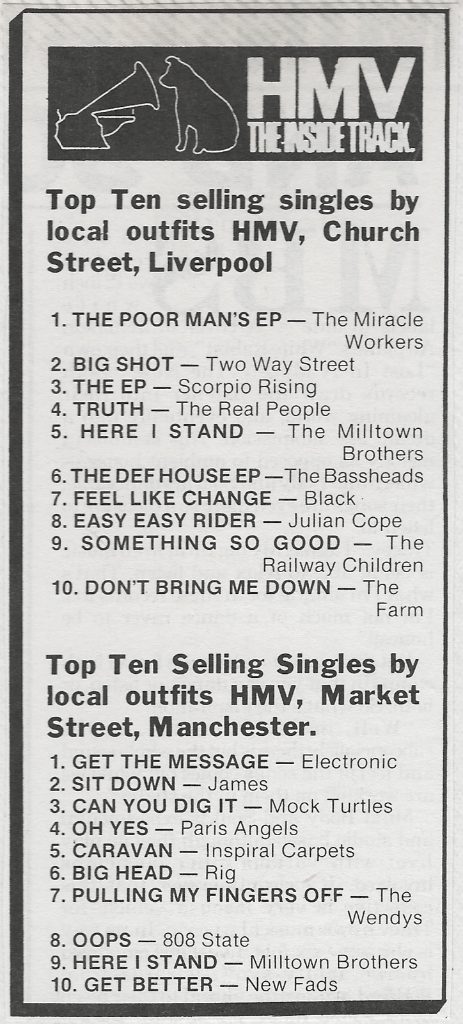 HMV
THE INSIDE TRACK.
Top Ten selling singles by
local outfits HMV, Church
Street, Liverpool
1. THE POOR MAN'S EP — The Miracle
Workers
2. BIG SHOT — Two Way Street
3. THE EP — Scorpio Rising
4. TRUTH — The Real People
5. HERE I STAND — The Milltown
Brothers
6. THE DEF HOUSE EP —The Bassheads
7. FEEL LIKE CHANGE — Black
8. EASY EASY RIDER — Julian Cope
9. SOMETHING SO GOOD — The
Railway Children
10. DON'T BRING ME DOWN — The
Farm
Top Ten Selling Singles by
local outfits HMV, Market
Street, Manchester.
1. GET THE MESSAGE — Electronic
2. SIT DOWN — James
3. CAN YOU DIG IT — Mock Turtles
4. OH YES — Paris Angels
5. CARAVAN — Inspiral Carpets
6. BIG HEAD — Rig
7. PULLING MY FINGERS OFF — The
Wendys
8. OOPS — 808 State
9. HERE I STAND — Milltown Brothers
10. GET BETTER — New Fads